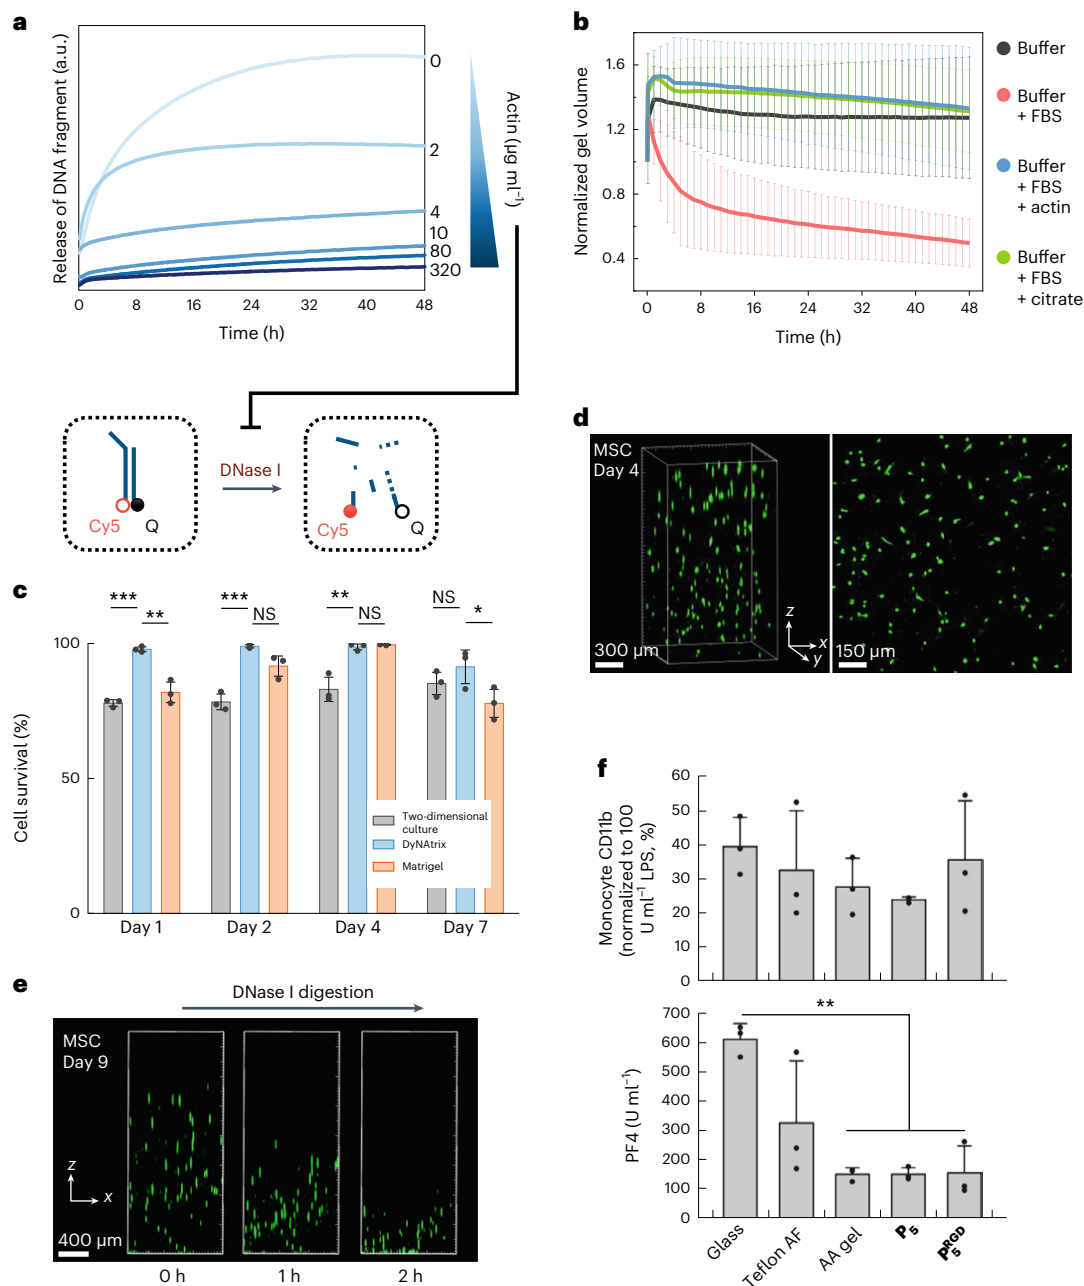 a
Release of DNA fragment (a.u.)
0
2
4
10
80
320
Actin (µg ml⁻¹)
0 8 16 24 32 40 48
Time (h)
DNase I
Cy5
Q
Cy5
Q
b
Normalized gel volume
1.6
1.2
0.8
0.4
0 8 16 24 32 40 48
Time (h)
Buffer
Buffer
+ FBS
Buffer
+ FBS
+ actin
Buffer
+ FBS
+ citrate
c
*** ** *** NS ** NS NS *
Cell survival (%)
100
50
0
Two-dimensional
culture
DyNAtrix
Matrigel
Day 1 Day 2 Day 4 Day 7
d
MSC
Day 4
300 µm
z
x
y
150 µm
e
DNase I digestion
MSC
Day 9
z
x
400 µm
0 h 1 h 2 h
f
Monocyte CD11b
(normalized to 100
U ml⁻¹ LPS, %)
60
50
40
30
20
10
0
**
PF4 (U ml⁻¹)
700
600
500
400
300
200
100
0
Glass
Teflon AF
AA gel
P₅
P₅ᴿᴳᴰ